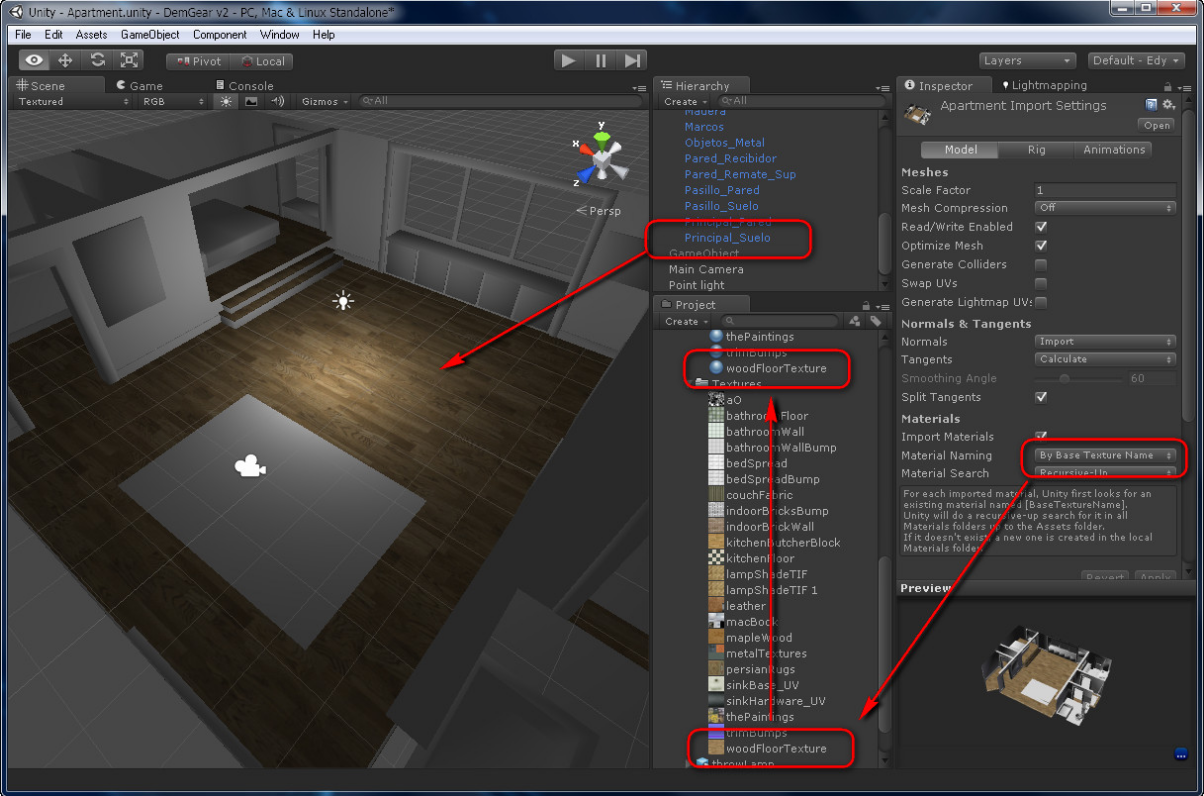 Unity - Apartment.unity - DemGear v2 - PC, Mac & Linux Standalone*
File Edit Assets GameObject Component Window Help
Pivot Local
Layers
Default - Edy
Scene Game Console
Textured RGB Gizmos All
y
x
z
Persp
Hierarchy
Create All
Madera
Marcos
Objetos_Metal
Pared_Recibidor
Pared_Remate_Sup
Pasillo_Pared
Pasillo_Suelo
Principal_Pared
Principal_Suelo
GameObject
Main Camera
Point light
Project
Create
thePaintings
trimBumps
woodFloorTexture
Textures
aO
bathroomFloor
bathroomWall
bathroomWallBump
bedSpread
bedSpreadBump
couchFabric
indoorBricksBump
indoorBrickWall
kitchenButcherBlock
kitchenFloor
lampShadeTIF
lampShadeTIF 1
leather
macBook
mapleWood
metalTextures
persianRugs
sinkBase_UV
sinkHardware_UV
thePaintings
trimBumps
woodFloorTexture
throwLamp
Inspector Lightmapping
Apartment Import Settings
Open
Model Rig Animations
Meshes
Scale Factor 1
Mesh Compression Off
Read/Write Enabled
Optimize Mesh
Generate Colliders
Swap UVs
Generate Lightmap UVs
Normals & Tangents
Normals Import
Tangents Calculate
Smoothing Angle 60
Split Tangents
Materials
Import Materials
Material Naming By Base Texture Name
Material Search Recursive-Up
For each imported material, Unity first looks for an
existing material named [BaseTextureName].
Unity will do a recursive-up search for it in all
Materials folders up to the Assets folder.
If it doesn't exist, a new one is created in the local
Materials folder.
Revert Apply
Preview